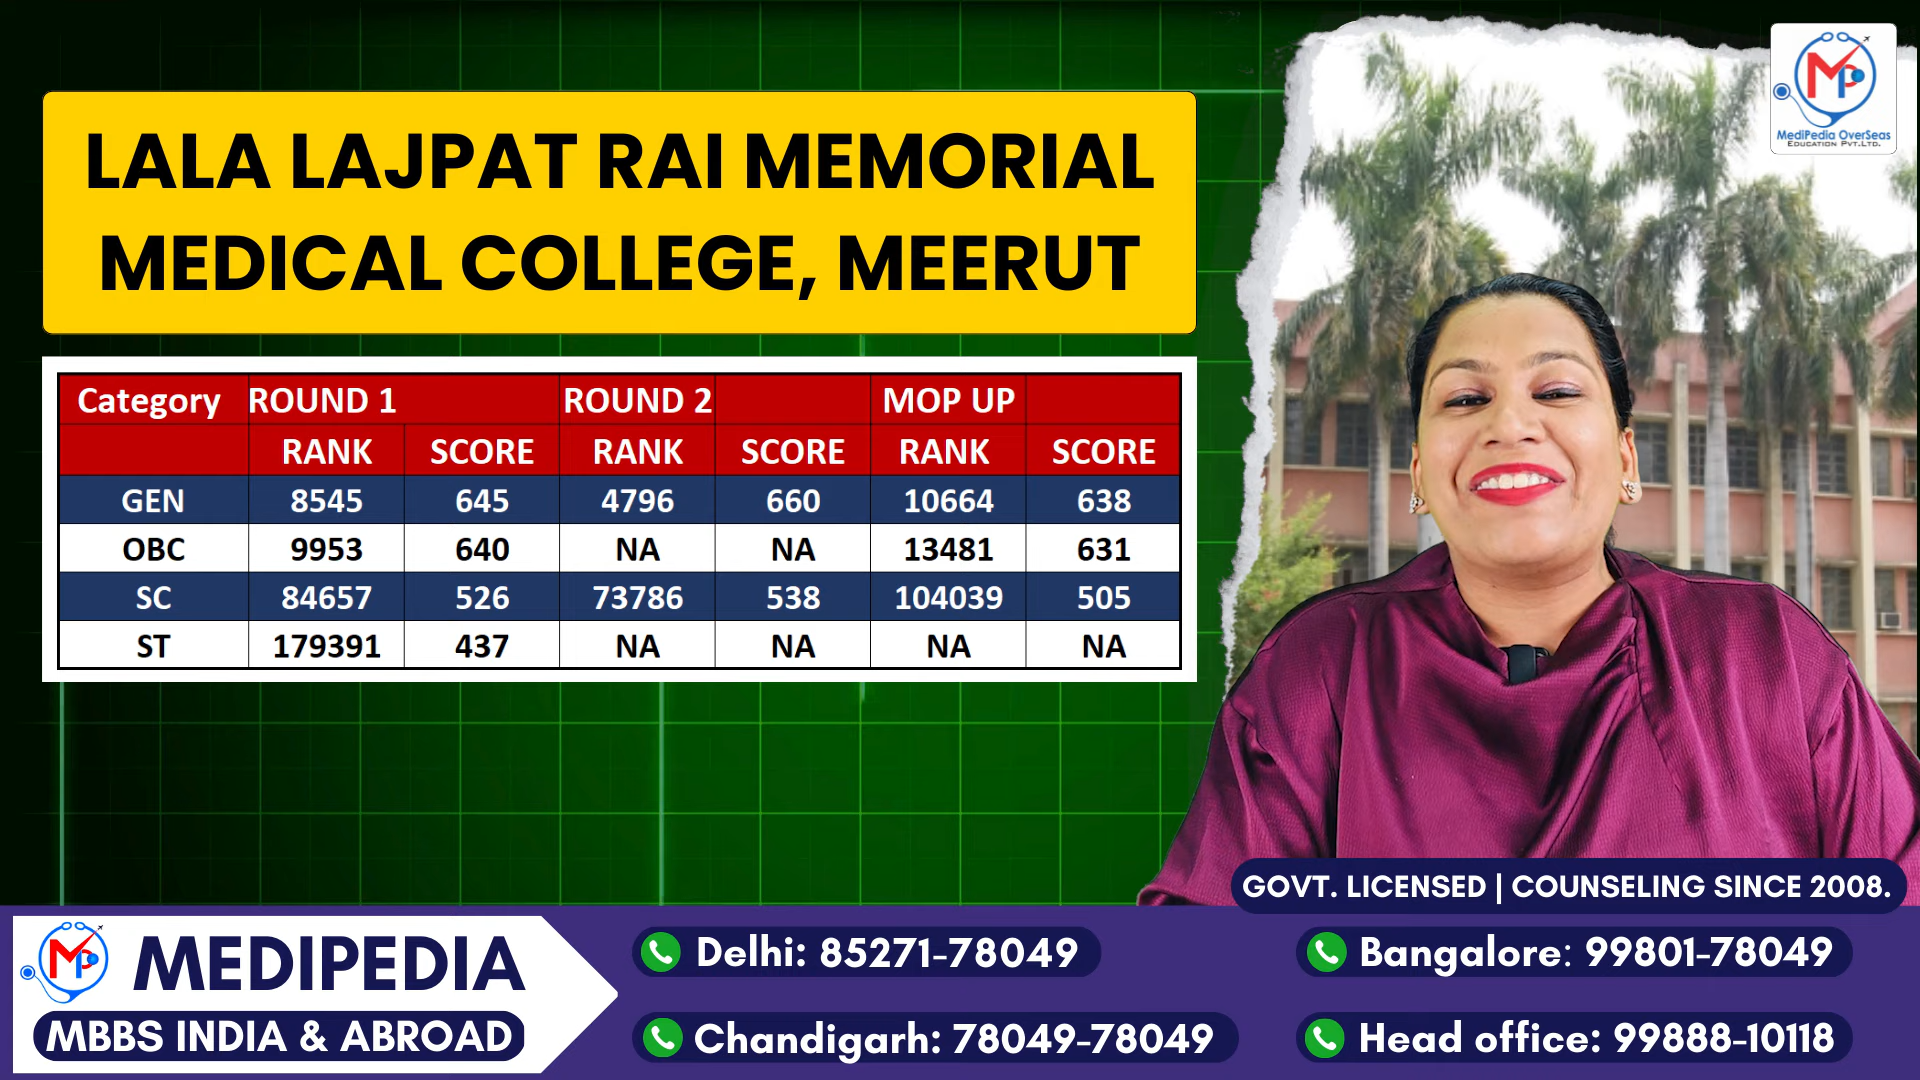 LALA LAJPAT RAI MEMORIAL
MEDICAL COLLEGE, MEERUT
MP
MediPedia OverSeas
Education Pvt.Ltd.
Category ROUND 1 ROUND 2 MOP UP
RANK SCORE RANK SCORE RANK SCORE
GEN 8545 645 4796 660 10664 638
OBC 9953 640 NA NA 13481 631
SC 84657 526 73786 538 104039 505
ST 179391 437 NA NA NA NA
GOVT. LICENSED | COUNSELING SINCE 2008.
MP MEDIPEDIA
MBBS INDIA & ABROAD
Delhi: 85271-78049
Bangalore: 99801-78049
Chandigarh: 78049-78049
Head office: 99888-10118